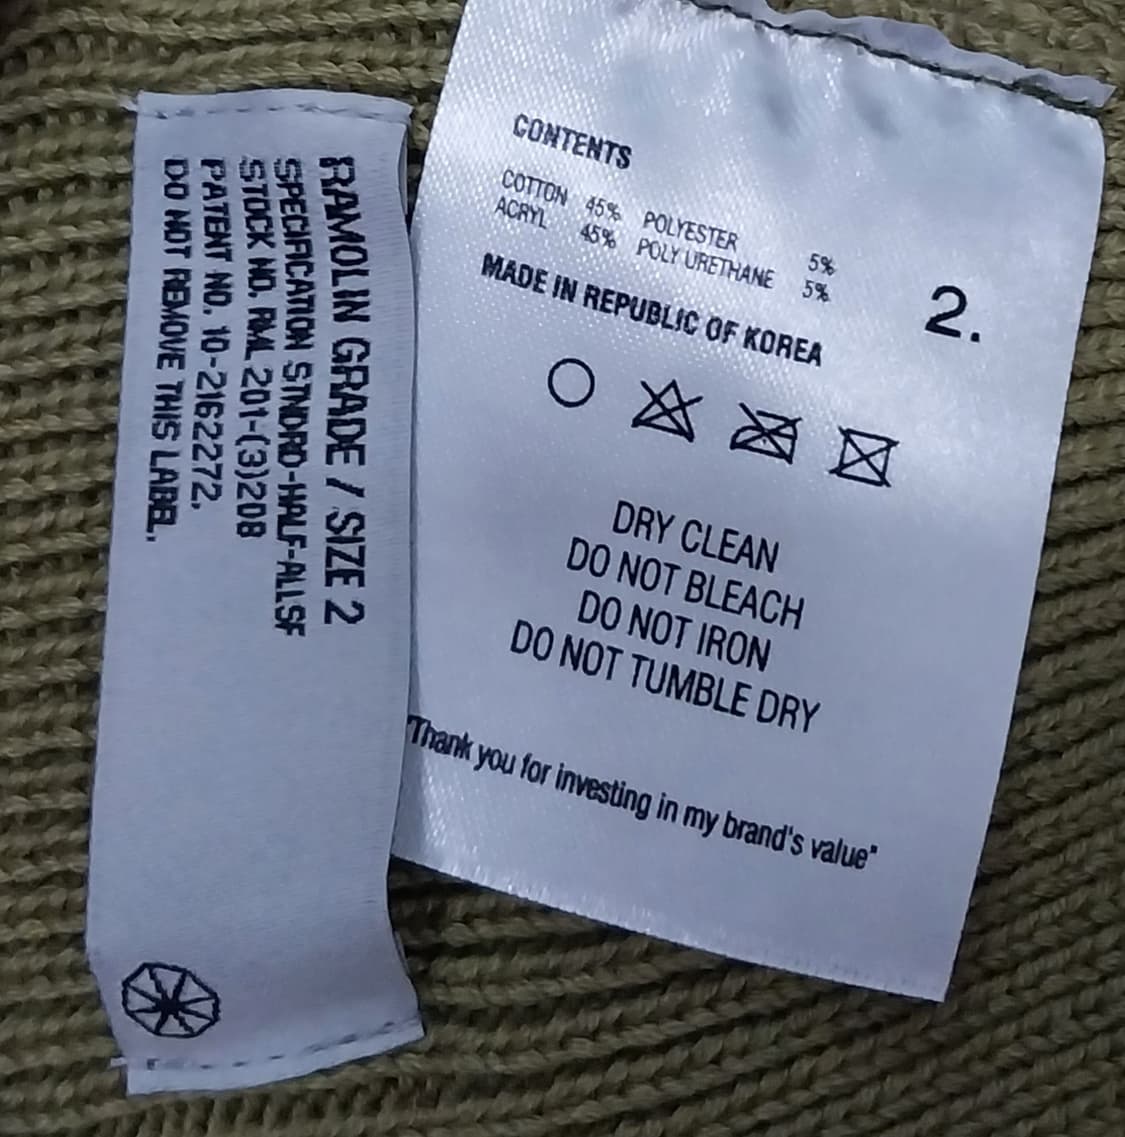 RAMOLIN GRADE / SIZE 2
SPECIFICATION STNDRD-HALF-ALLSF
STOCK NO. RML 201-(3)208
PATENT NO. 10-2162272.
DO NOT REMOVE THIS LABEL.
CONTENTS
COTTON 45% POLYESTER 5%
ACRYL 45% POLYURETHANE 5%
2.
MADE IN REPUBLIC OF KOREA
DRY CLEAN
DO NOT BLEACH
DO NOT IRON
DO NOT TUMBLE DRY
"Thank you for investing in my brand's value"